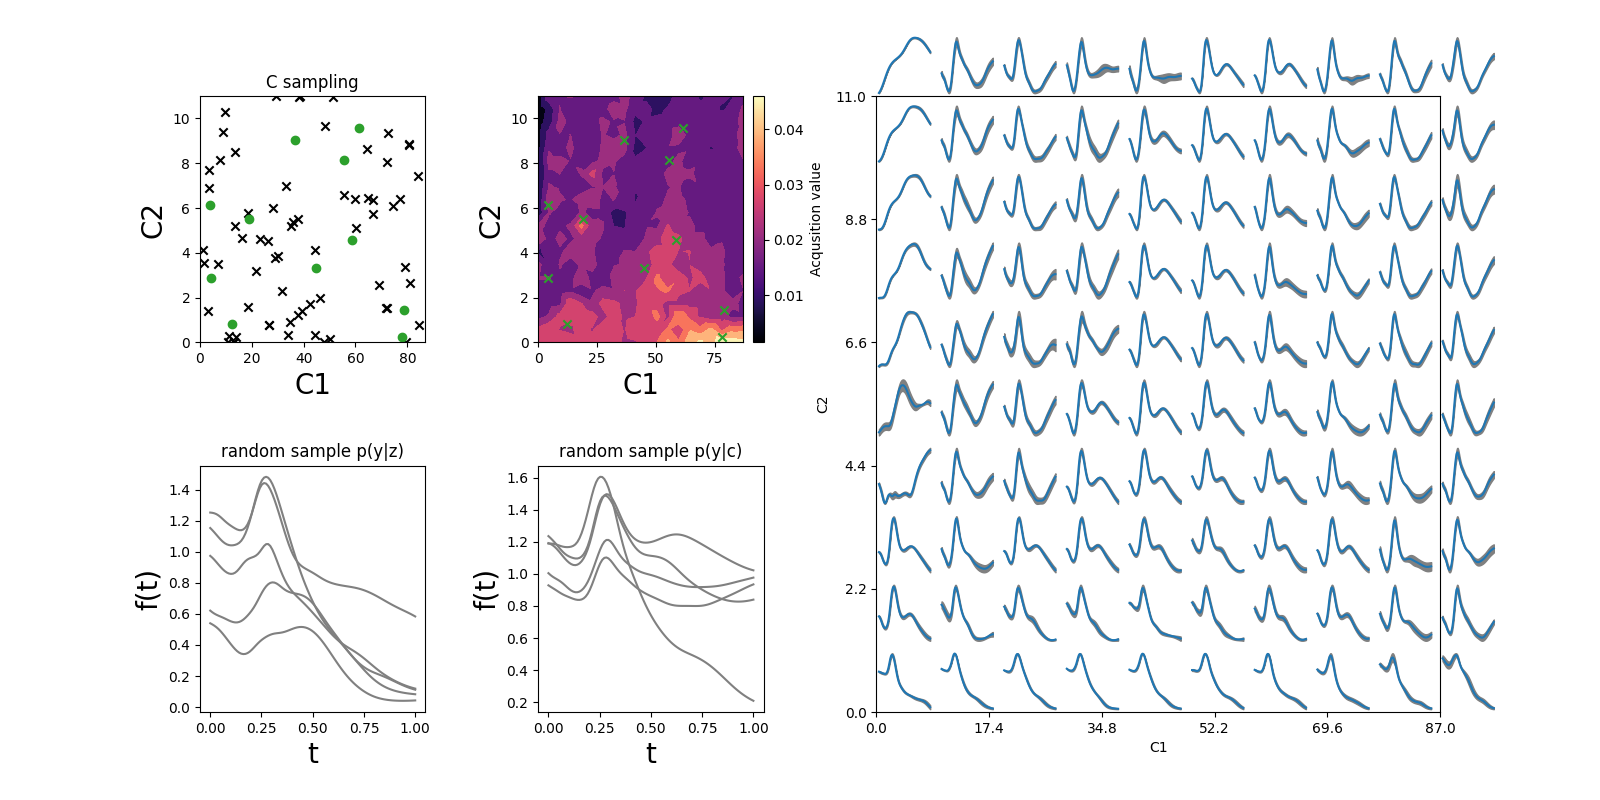 C sampling
C2
10
8
6
4
2
0
0 20 40 60 80
C1
C2
10
8
6
4
2
0
0 25 50 75
C1
0.04
0.03
0.02
0.01
Acqusition value
random sample p(y|z)
f(t)
1.4
1.2
1.0
0.8
0.6
0.4
0.2
0.0
0.00 0.25 0.50 0.75 1.00
t
random sample p(y|c)
f(t)
1.6
1.4
1.2
1.0
0.8
0.6
0.4
0.2
0.00 0.25 0.50 0.75 1.00
t
C2
11.0
8.8
6.6
4.4
2.2
0.0
0.0 17.4 34.8 52.2 69.6 87.0
C1